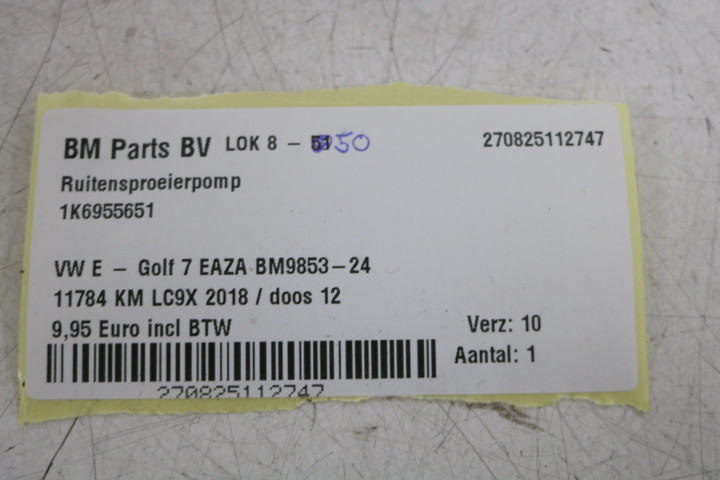 BM Parts BV LOK 8 - 50 270825112747
Ruitensproeierpomp
1K6955651
VW E - Golf 7 EAZA BM9853-24
11784 KM LC9X 2018 / doos 12
9,95 Euro incl BTW Verz: 10
Aantal: 1
270825112747